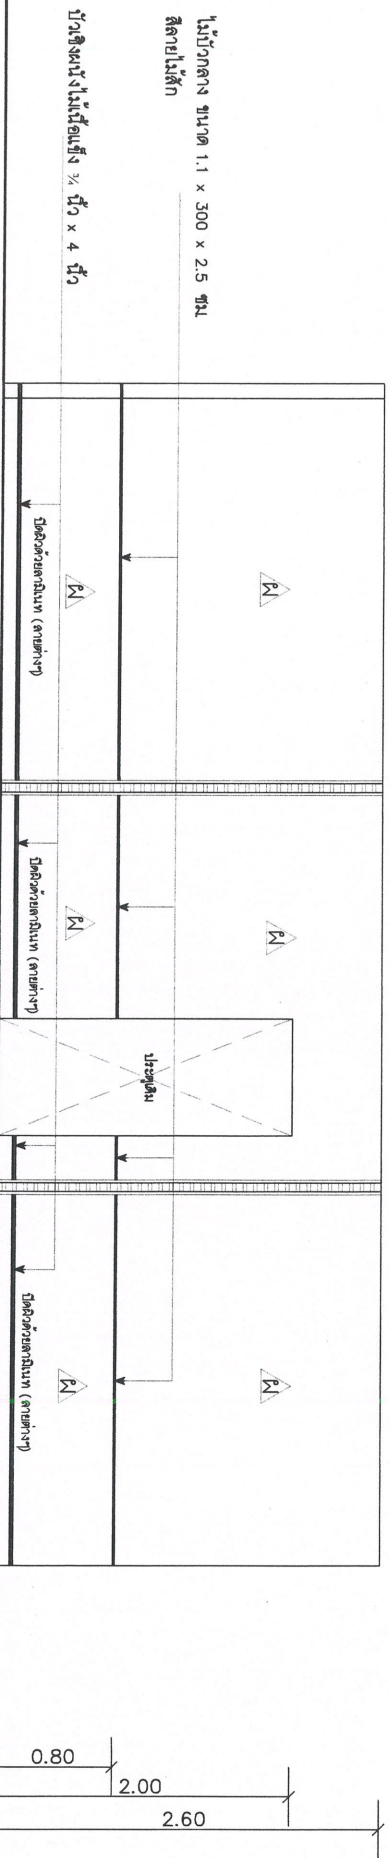 ไม้บัวกลาง ขนาด 1.1 x 300 x 2.5 ซม.
สีลายไม้สัก
บัวเชิงผนังไม้เนื้อแข็ง ¾ นิ้ว x 4 นิ้ว
ผ
ผ
ปิดผิวด้วยลามิเนท (ลายต่างๆ)
ผ
ผ
ปิดผิวด้วยลามิเนท (ลายต่างๆ)
ประตูเดิม
ผ
ผ
ปิดผิวด้วยลามิเนท (ลายต่างๆ)
0.80
2.00
2.60